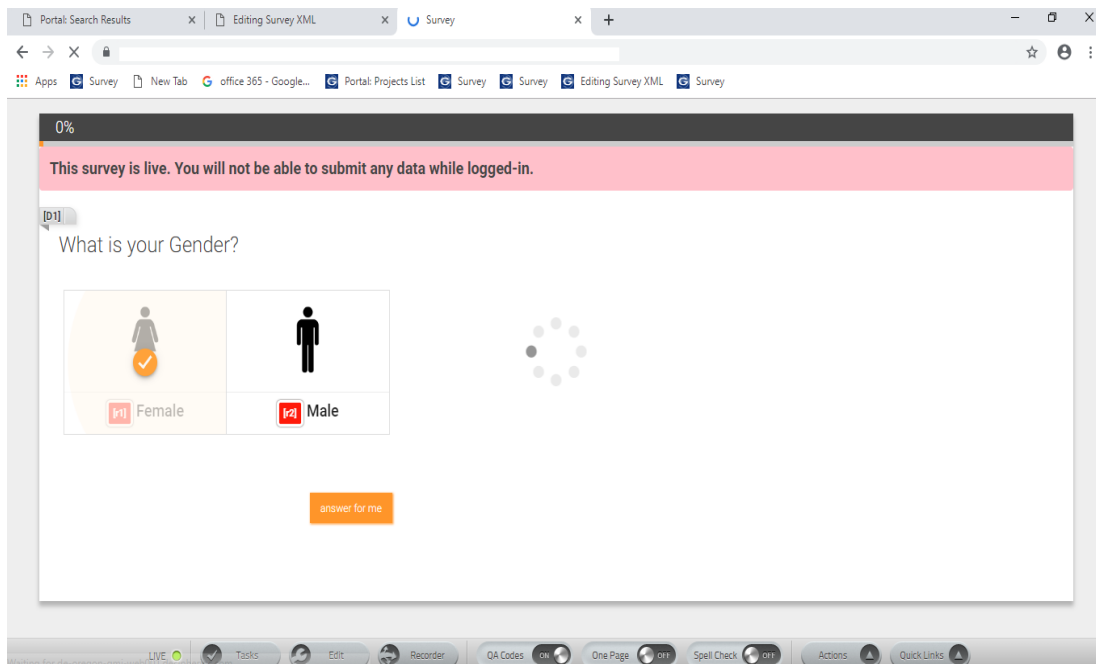 Portal: Search Results
Editing Survey XML
Survey
Apps
Survey
New Tab
office 365 - Google...
Portal: Projects List
Survey
Survey
Editing Survey XML
Survey
0%
This survey is live. You will not be able to submit any data while logged-in.
[D1]
What is your Gender?
[r1] Female
[r2] Male
answer for me
LIVE
Tasks
Edit
Recorder
QA Codes ON
One Page OFF
Spell Check OFF
Actions
Quick Links